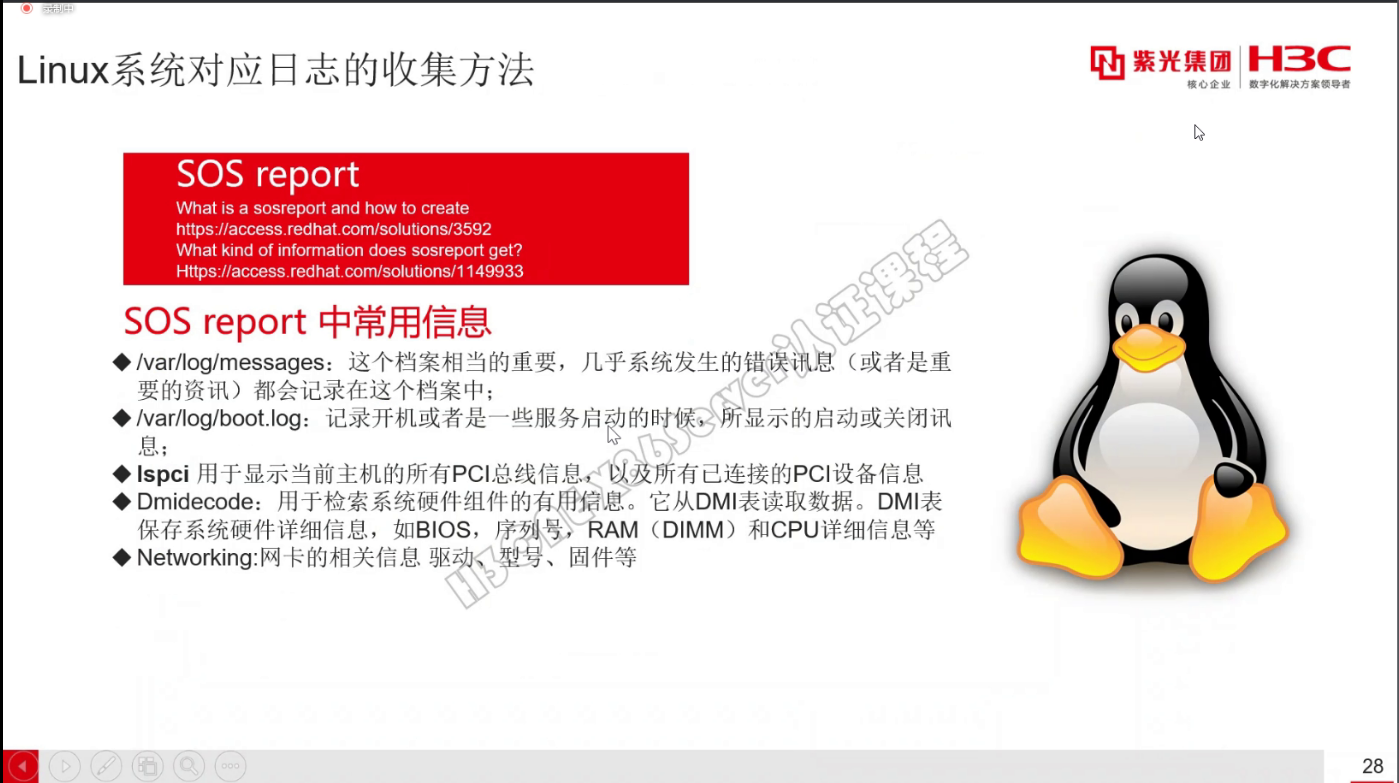 录制中
Linux系统对应日志的收集方法
紫光集团
核心企业
H3C
数字化解决方案领导者
SOS report
What is a sosreport and how to create
https://access.redhat.com/solutions/3592
What kind of information does sosreport get?
Https://access.redhat.com/solutions/1149933
SOS report 中常用信息
◆/var/log/messages：这个档案相当的重要，几乎系统发生的错误讯息（或者是重
要的资讯）都会记录在这个档案中；
◆/var/log/boot.log：记录开机或者是一些服务启动的时候，所显示的启动或关闭讯
息；
◆lspci 用于显示当前主机的所有PCI总线信息，以及所有已连接的PCI设备信息
◆Dmidecode：用于检索系统硬件组件的有用信息。它从DMI表读取数据。DMI表
保存系统硬件详细信息，如BIOS，序列号，RAM（DIMM）和CPU详细信息等
◆Networking:网卡的相关信息 驱动、型号、固件等
28